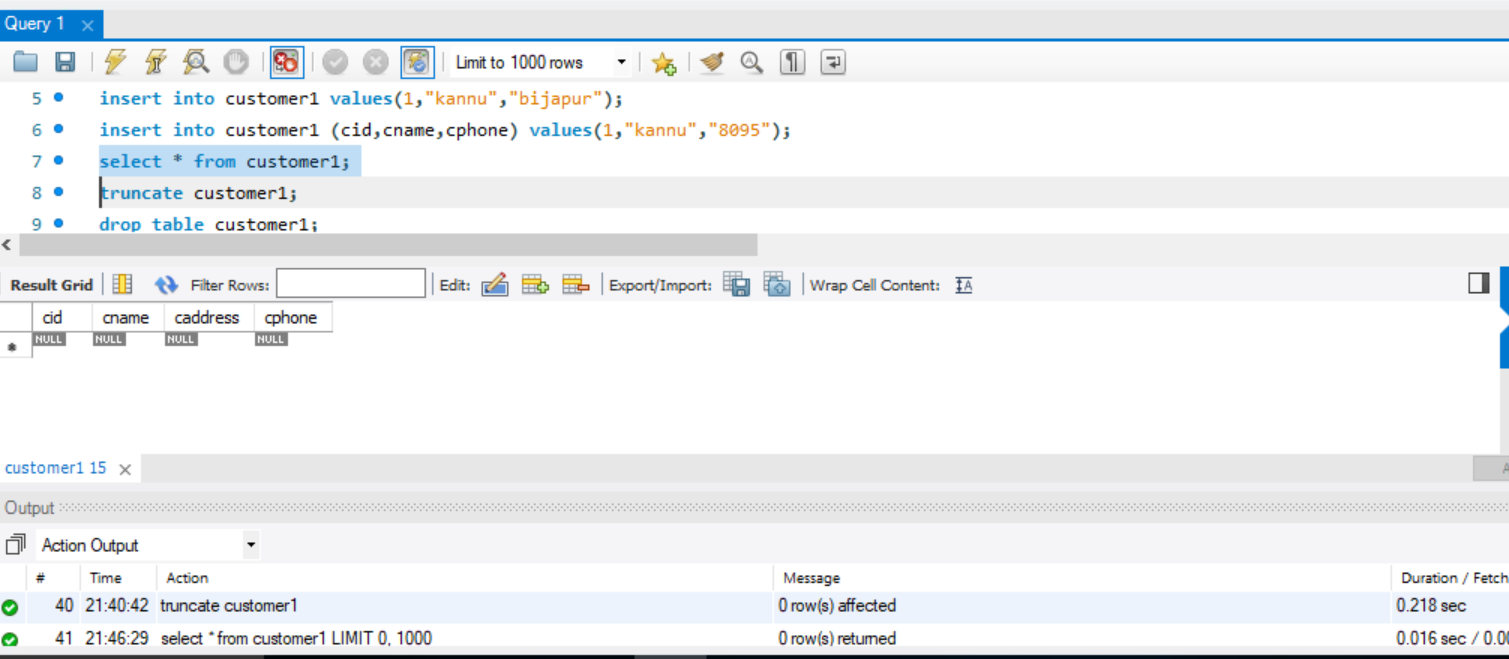 Query 1
Limit to 1000 rows
5 insert into customer1 values(1,"kannu","bijapur");
6 insert into customer1 (cid,cname,cphone) values(1,"kannu","8095");
7 select * from customer1;
8 truncate customer1;
9 drop table customer1;
Result Grid Filter Rows: Edit: Export/Import: Wrap Cell Content:
cid cname caddress cphone
* NULL NULL NULL NULL
customer1 15
A
Output
Action Output
# Time Action Message Duration / Fetch
40 21:40:42 truncate customer1 0 row(s) affected 0.218 sec
41 21:46:29 select * from customer1 LIMIT 0, 1000 0 row(s) returned 0.016 sec / 0.00